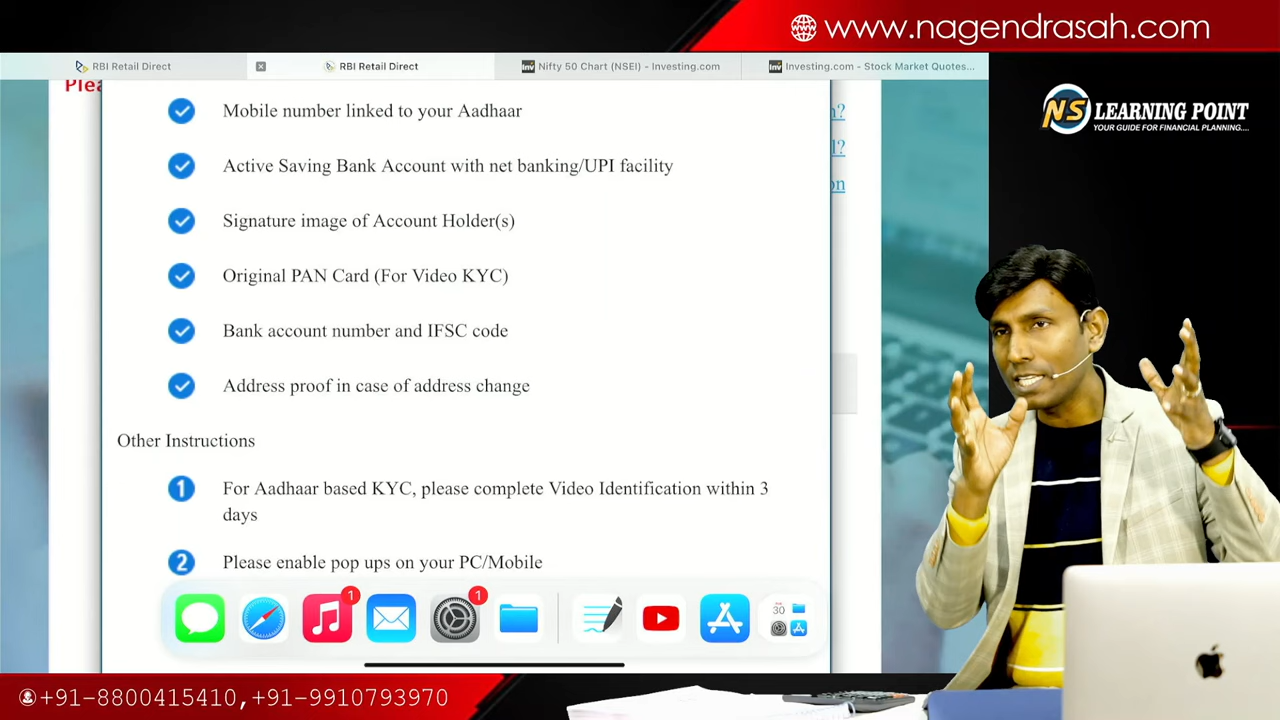 www.nagendrasah.com
RBI Retail Direct
RBI Retail Direct
Nifty 50 Chart (NSEI) - Investing.com
Investing.com - Stock Market Quotes...
NS LEARNING POINT
YOUR GUIDE FOR FINANCIAL PLANNING....
Mobile number linked to your Aadhaar
Active Saving Bank Account with net banking/UPI facility
Signature image of Account Holder(s)
Original PAN Card (For Video KYC)
Bank account number and IFSC code
Address proof in case of address change
Other Instructions
1 For Aadhaar based KYC, please complete Video Identification within 3
days
2 Please enable pop ups on your PC/Mobile
1
1
30
+91-8800415410,+91-9910793970